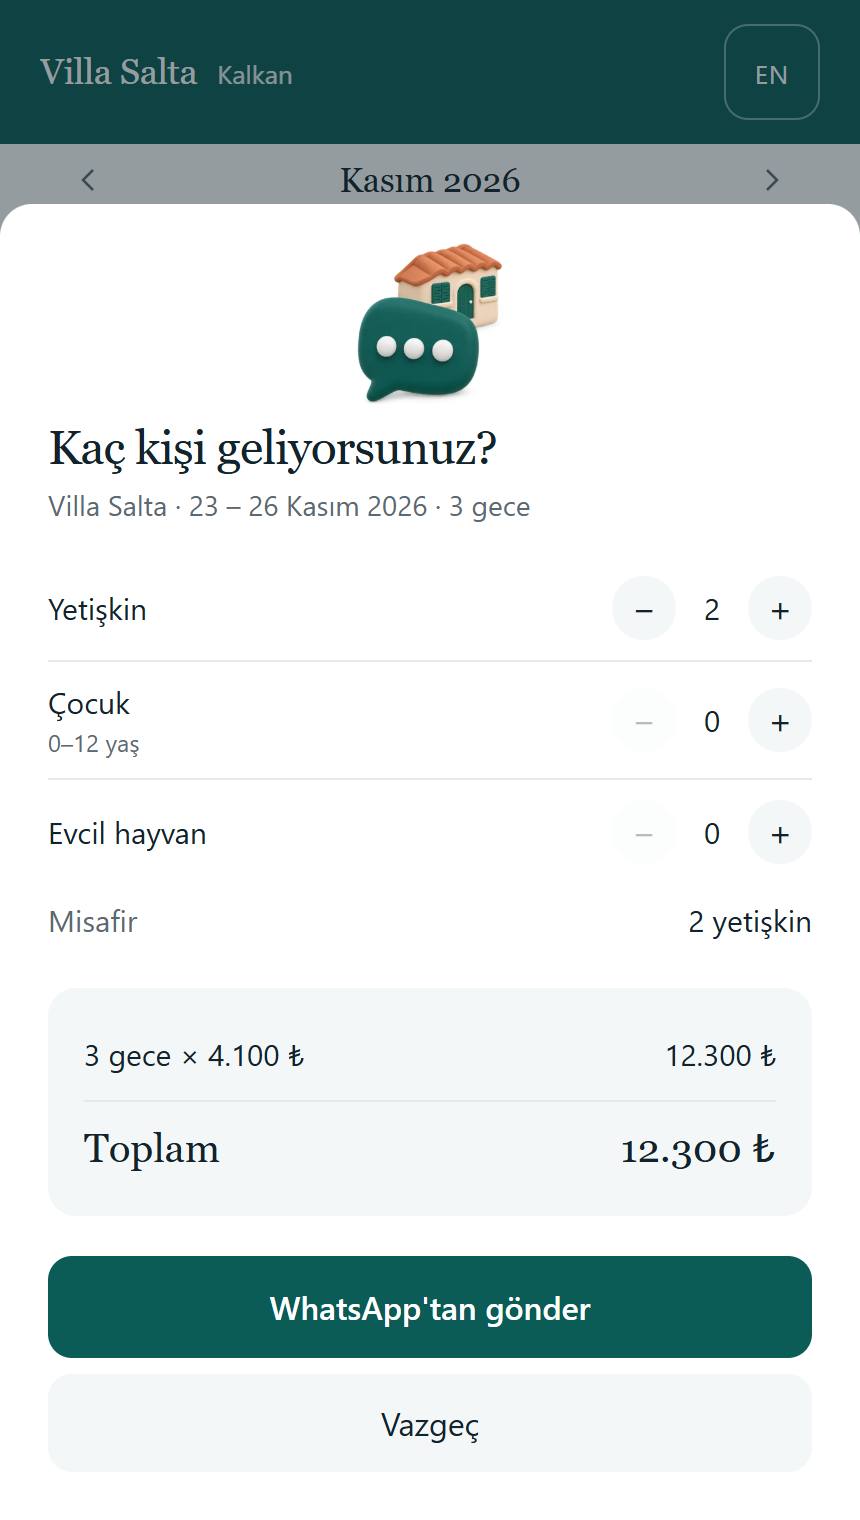 Villa Salta Kalkan EN
Kasım 2026
Kaç kişi geliyorsunuz?
Villa Salta · 23 – 26 Kasım 2026 · 3 gece
Yetişkin − 2 +
Çocuk
0–12 yaş
− 0 +
Evcil hayvan − 0 +
Misafir 2 yetişkin
3 gece × 4.100 ₺ 12.300 ₺
Toplam 12.300 ₺
WhatsApp'tan gönder
Vazgeç